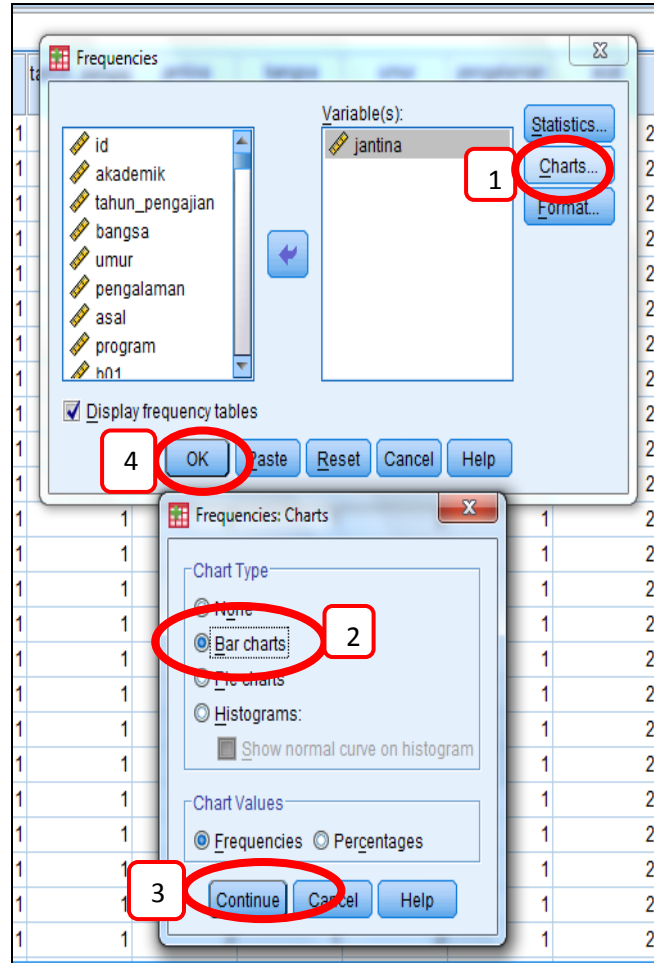 Frequencies
Variable(s):
id
akademik
tahun_pengajian
bangsa
umur
pengalaman
asal
program
b01
jantina
Statistics...
1
Charts...
Format...
Display frequency tables
4
OK
Paste
Reset
Cancel
Help
Frequencies: Charts
Chart Type
None
Bar charts
2
Pie charts
Histograms:
Show normal curve on histogram
Chart Values
Frequencies
Percentages
3
Continue
Cancel
Help